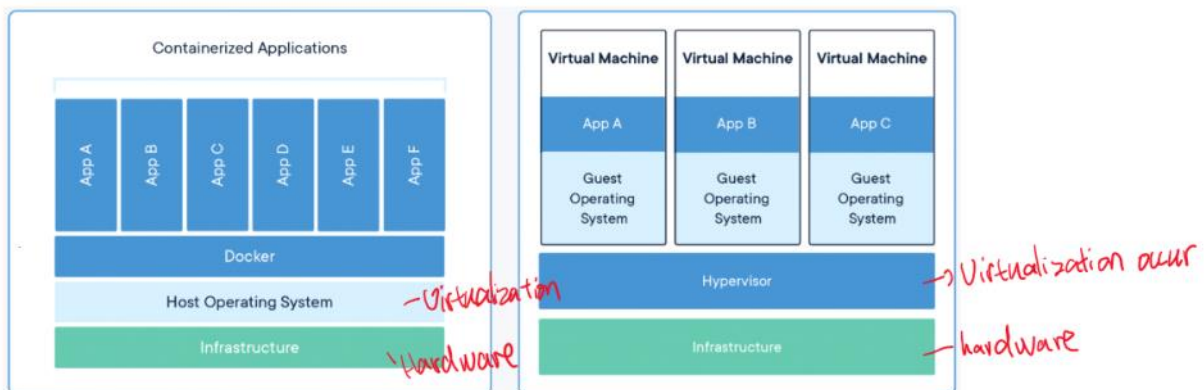 Containerized Applications
App A
App B
App C
App D
App E
App F
Docker
Host Operating System
Virtualization
Infrastructure
Hardware
Virtual Machine
App A
Guest
Operating
System
Virtual Machine
App B
Guest
Operating
System
Virtual Machine
App C
Guest
Operating
System
Hypervisor
Virtualization occur
Infrastructure
hardware